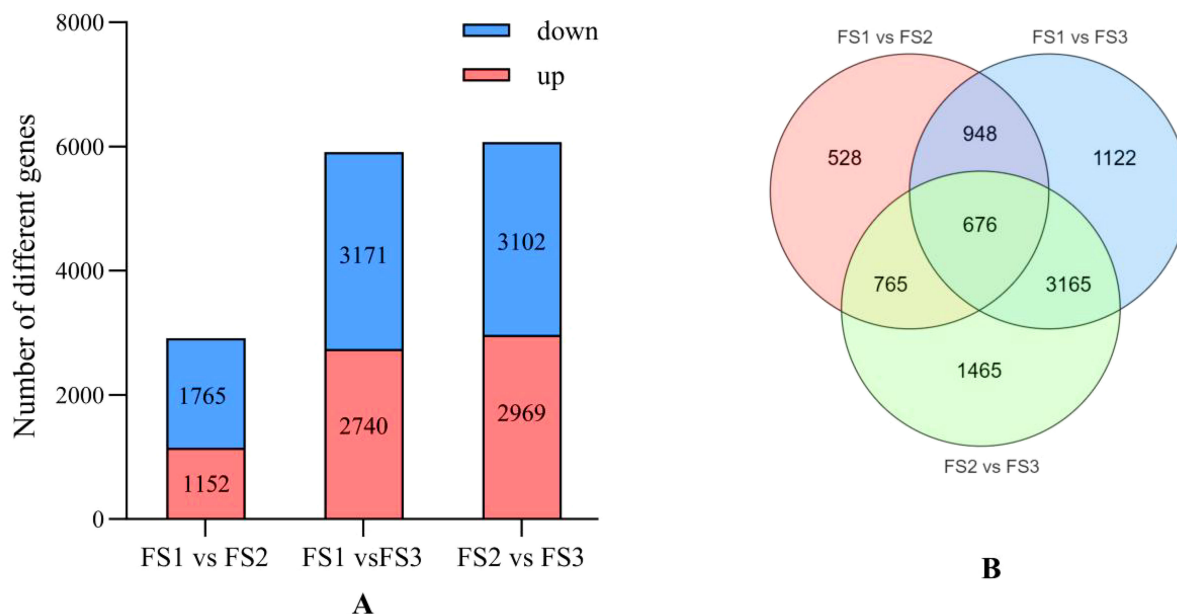 8000
6000
4000
2000
0
Number of different genes
down
up
1765
1152
3171
2740
3102
2969
FS1 vs FS2
FS1 vsFS3
FS2 vs FS3
A
FS1 vs FS2
FS1 vs FS3
528
948
1122
676
765
3165
1465
FS2 vs FS3
B